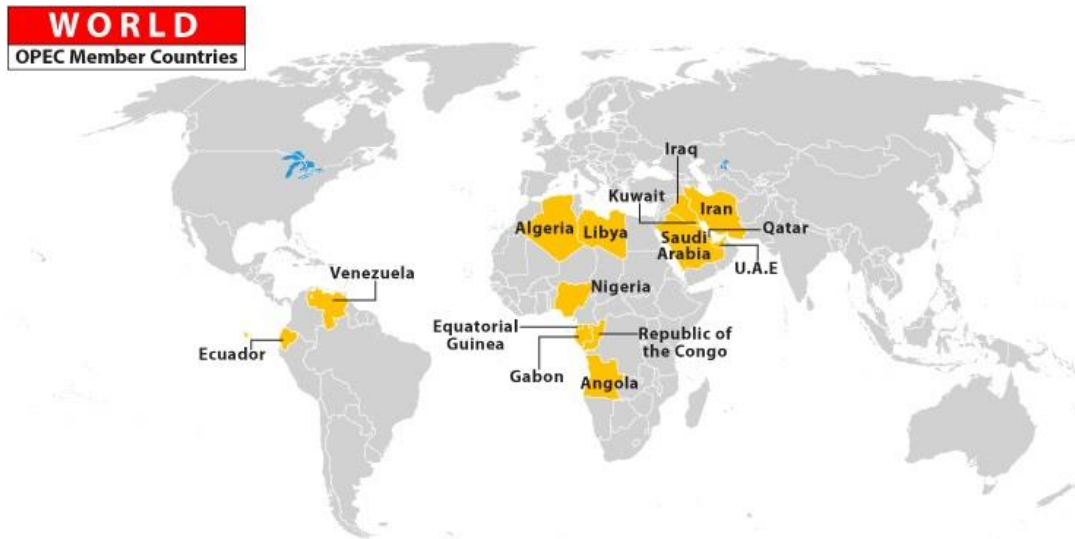 WORLD
OPEC Member Countries
Iraq
Kuwait
Iran
Algeria
Libya
Qatar
Saudi
Arabia
U.A.E
Venezuela
Nigeria
Equatorial
Guinea
Republic of
the Congo
Ecuador
Gabon
Angola